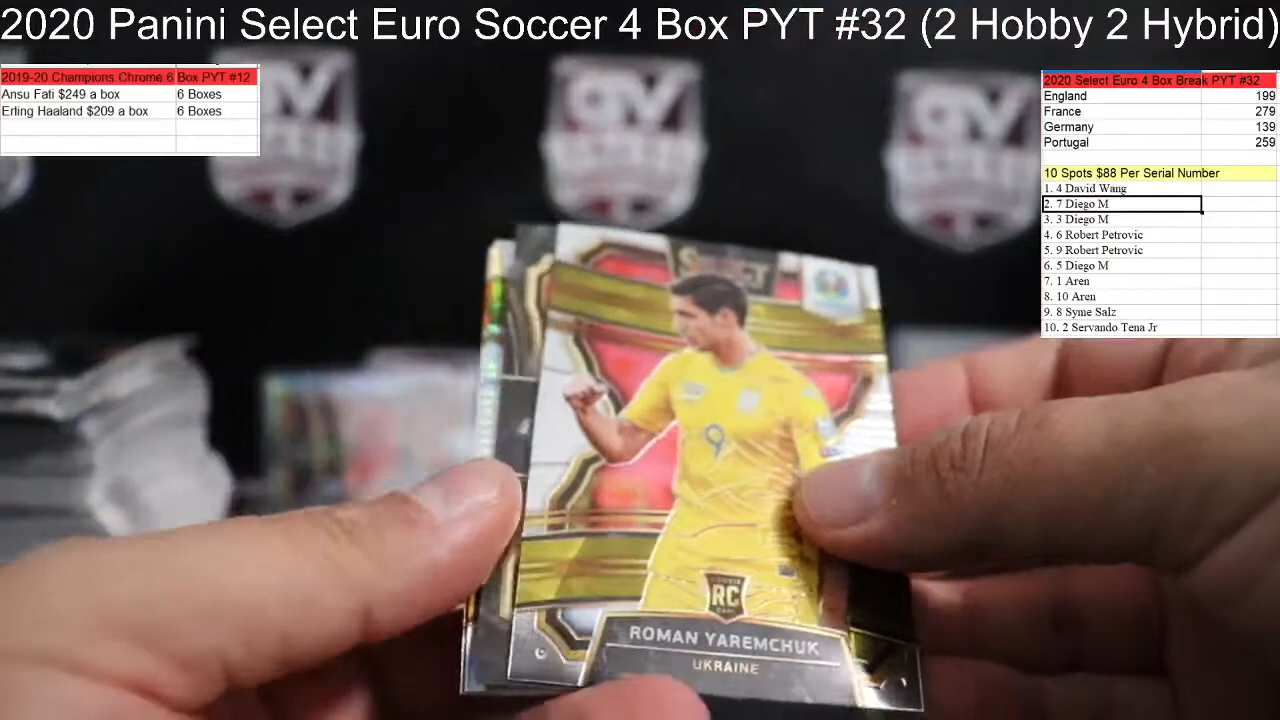 2020 Panini Select Euro Soccer 4 Box PYT #32 (2 Hobby 2 Hybrid)
2019-20 Champions Chrome 6 Box PYT #12
Ansu Fati $249 a box 6 Boxes
Erling Haaland $209 a box 6 Boxes
2020 Select Euro 4 Box Break PYT #32
England 199
France 279
Germany 139
Portugal 259
10 Spots $88 Per Serial Number
1. 4 David Wang
2. 7 Diego M
3. 3 Diego M
4. 6 Robert Petrovic
5. 9 Robert Petrovic
6. 5 Diego M
7. 1 Aren
8. 10 Aren
9. 8 Syme Salz
10. 2 Servando Tena Jr
GV
GV
GV
SELECT
9
RC
ROMAN YAREMCHUK
UKRAINE